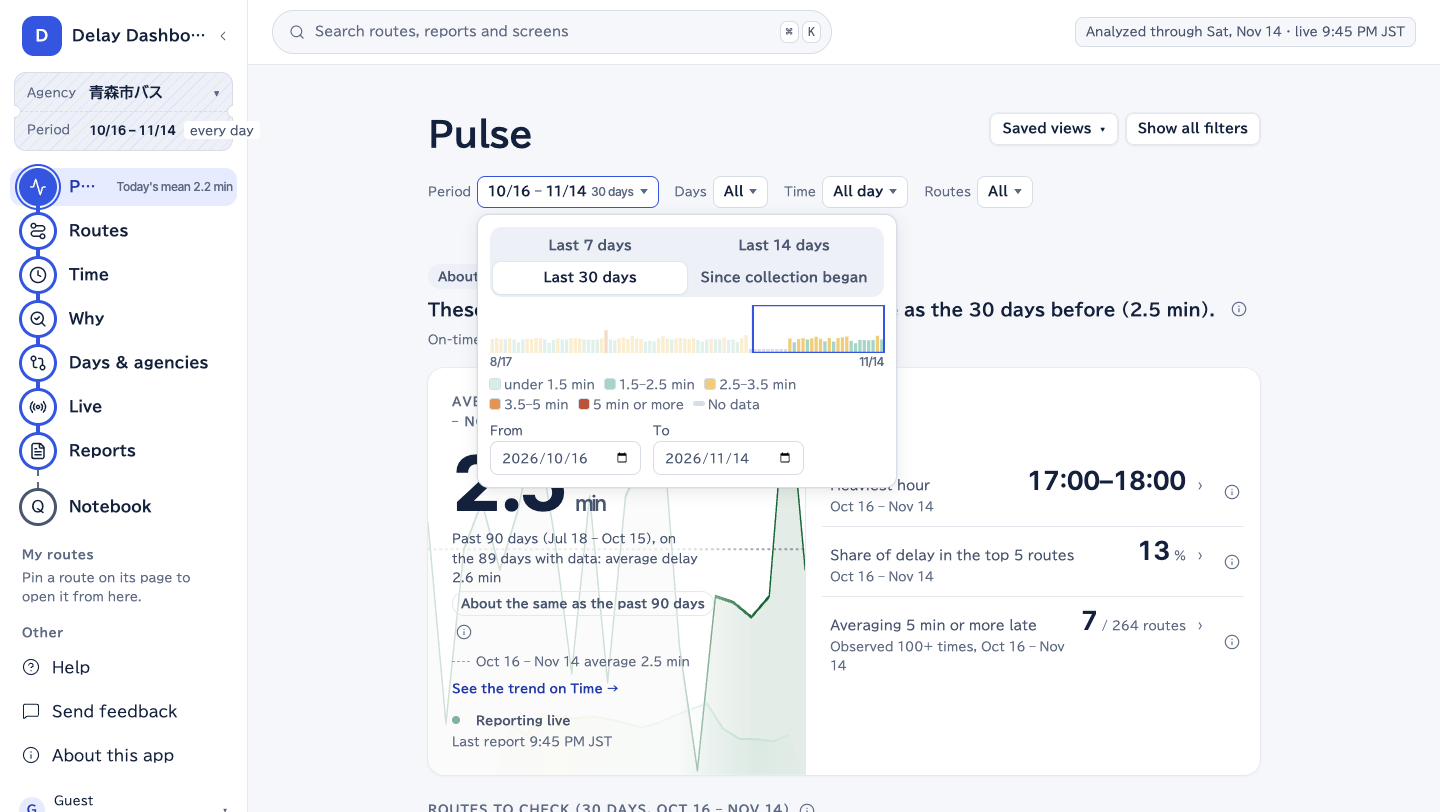 D Delay Dashbo…
Search routes, reports and screens
⌘ K
Analyzed through Sat, Nov 14 · live 9:45 PM JST
Agency 青森市バス
Period 10/16 – 11/14 every day
P… Today's mean 2.2 min
Routes
Time
Why
Days & agencies
Live
Reports
Q Notebook
My routes
Pin a route on its page to
open it from here.
Other
Help
Send feedback
About this app
G Guest
Pulse
Saved views
Show all filters
Period 10/16 – 11/14 30 days
Days All
Time All day
Routes All
Last 7 days
Last 14 days
Last 30 days
Since collection began
8/17
11/14
under 1.5 min
1.5–2.5 min
2.5–3.5 min
3.5–5 min
5 min or more
No data
From
To
2026/10/16
2026/11/14
About
These
as the 30 days before (2.5 min).
On-time
AVE
– NO
2.5 min
Past 90 days (Jul 18 – Oct 15), on
the 89 days with data: average delay
2.6 min
About the same as the past 90 days
Oct 16 – Nov 14 average 2.5 min
See the trend on Time →
Reporting live
Last report 9:45 PM JST
Heaviest hour
Oct 16 – Nov 14
17:00–18:00
Share of delay in the top 5 routes
Oct 16 – Nov 14
13 %
Averaging 5 min or more late
Observed 100+ times, Oct 16 – Nov
14
7 / 264 routes
ROUTES TO CHECK (30 DAYS, OCT 16 – NOV 14)